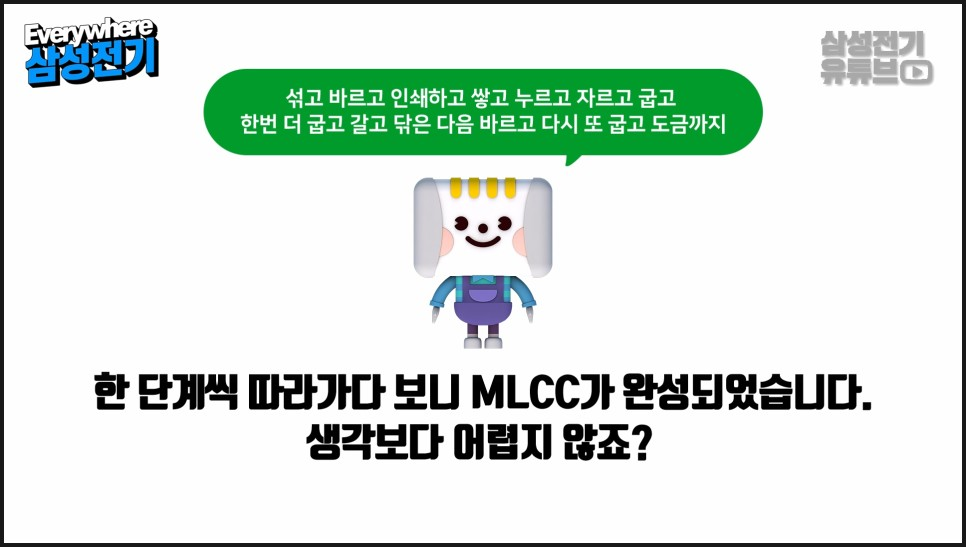 Everywhere
삼성전기
삼성전기
유튜브
섞고 바르고 인쇄하고 쌓고 누르고 자르고 굽고
한번 더 굽고 갈고 닦은 다음 바르고 다시 또 굽고 도금까지
한 단계씩 따라가다 보니 MLCC가 완성되었습니다.
생각보다 어렵지 않죠?